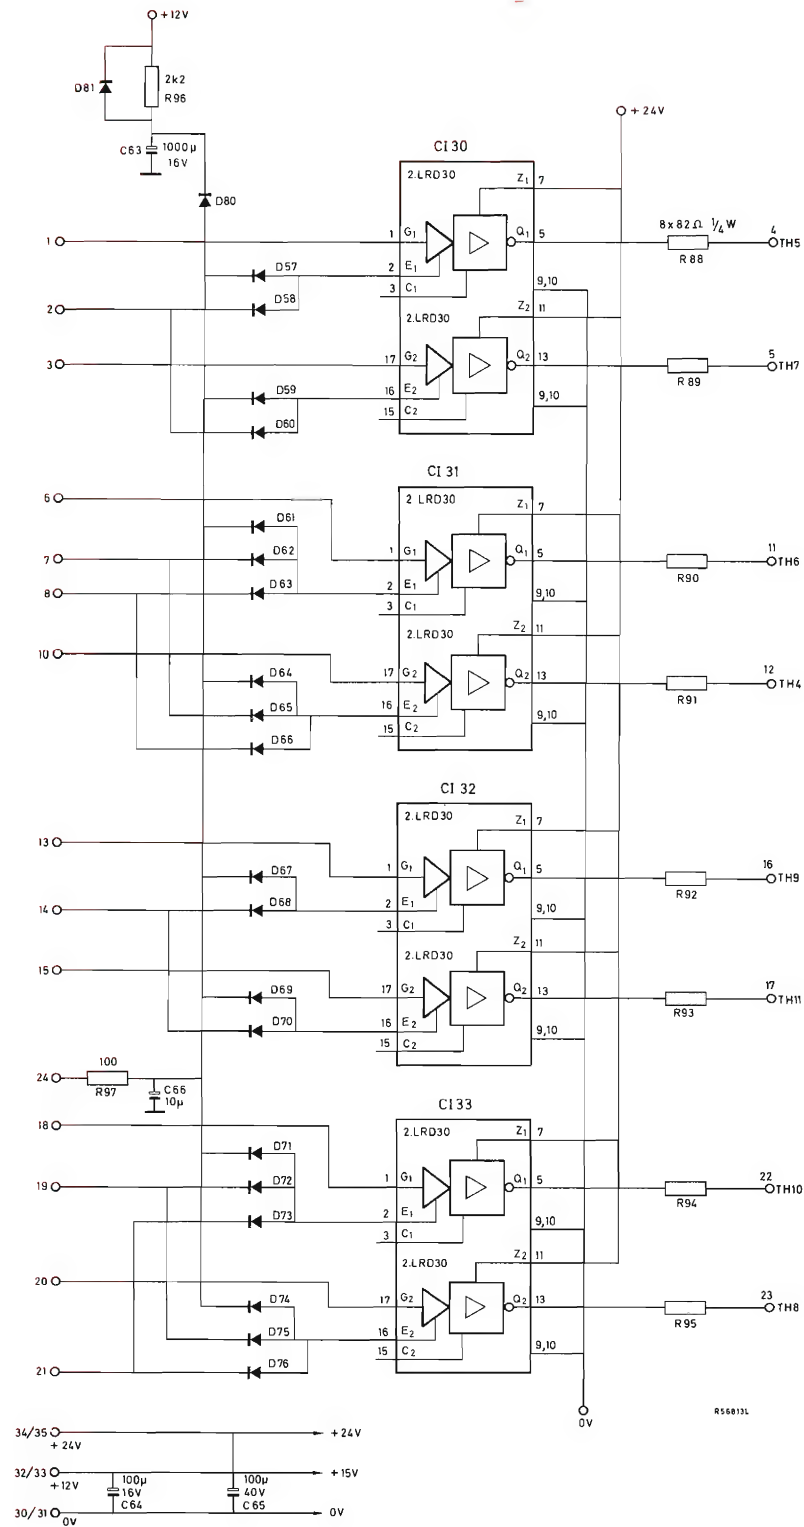 +12V
D81
2k2
R96
+24V
C63
1000µ
16V
D80
CI30
2.LRD30
Z1 7
8x82Ω ¼W
1
1 G1
Q1 5
4
TH5
R88
D57
2 E1
3 C1
9,10
2
D58
2.LRD30
Z2 11
3
17 G2
Q2 13
5
TH7
R89
D59
16 E2
15 C2
9,10
D60
CI31
6
2.LRD30
Z1 7
D61
7
D62
1 G1
Q1 5
11
TH6
R90
8
D63
2 E1
3 C1
9,10
2.LRD30
Z2 11
10
D64
17 G2
Q2 13
12
TH4
R91
D65
16 E2
15 C2
9,10
D66
CI32
2.LRD30
Z1 7
13
D67
1 G1
Q1 5
16
TH9
R92
14
D68
2 E1
3 C1
9,10
2.LRD30
Z2 11
15
D69
17 G2
Q2 13
17
TH11
R93
D70
16 E2
15 C2
9,10
24
100
R97
C66
10µ
CI33
18
2.LRD30
Z1 7
D71
19
D72
1 G1
Q1 5
22
TH10
R94
D73
2 E1
3 C1
9,10
2.LRD30
Z2 11
20
D74
17 G2
Q2 13
23
TH8
R95
D75
16 E2
15 C2
9,10
21
D76
0V
R56813L
34/35
+24V
+24V
32/33
+12V
100µ
16V
C64
100µ
40V
C65
+15V
30/31
0V
0V